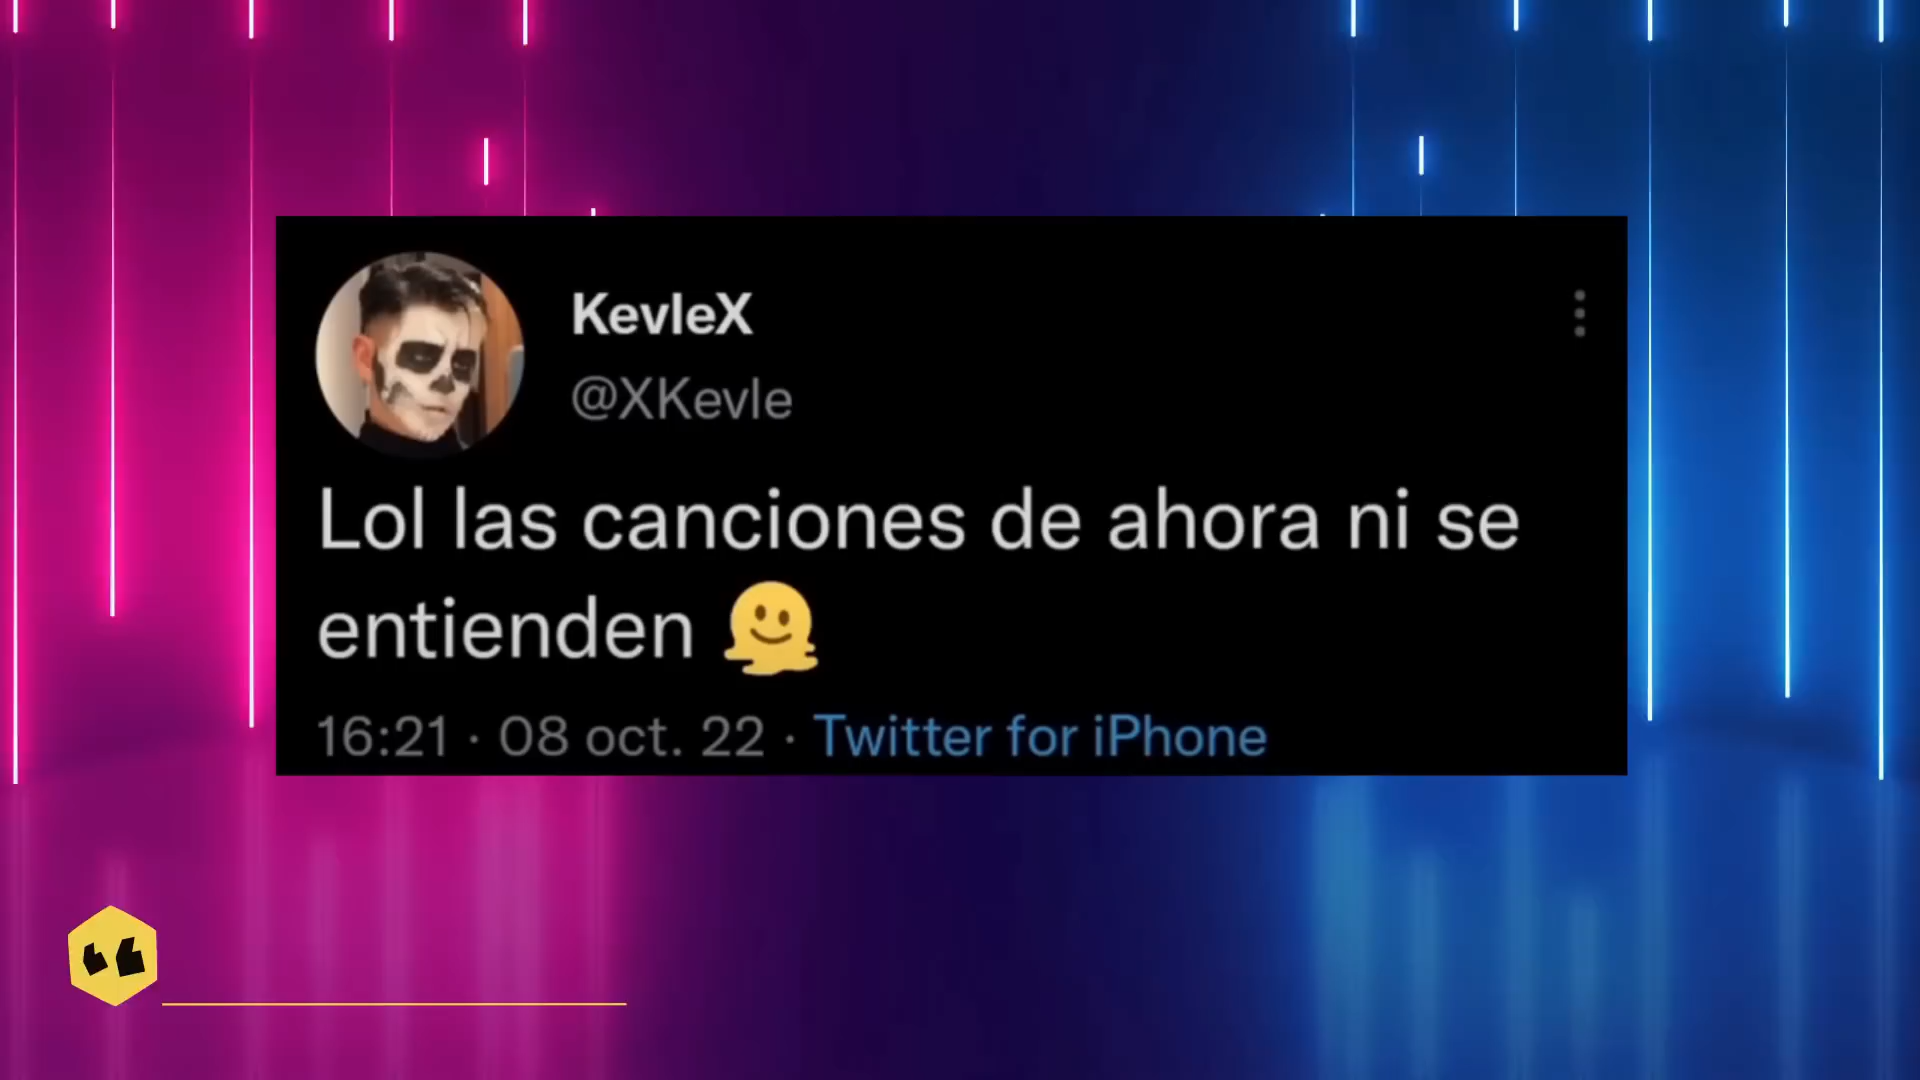 KevleX
@XKevle
Lol las canciones de ahora ni se
entienden 🫠
16:21 · 08 oct. 22 · Twitter for iPhone